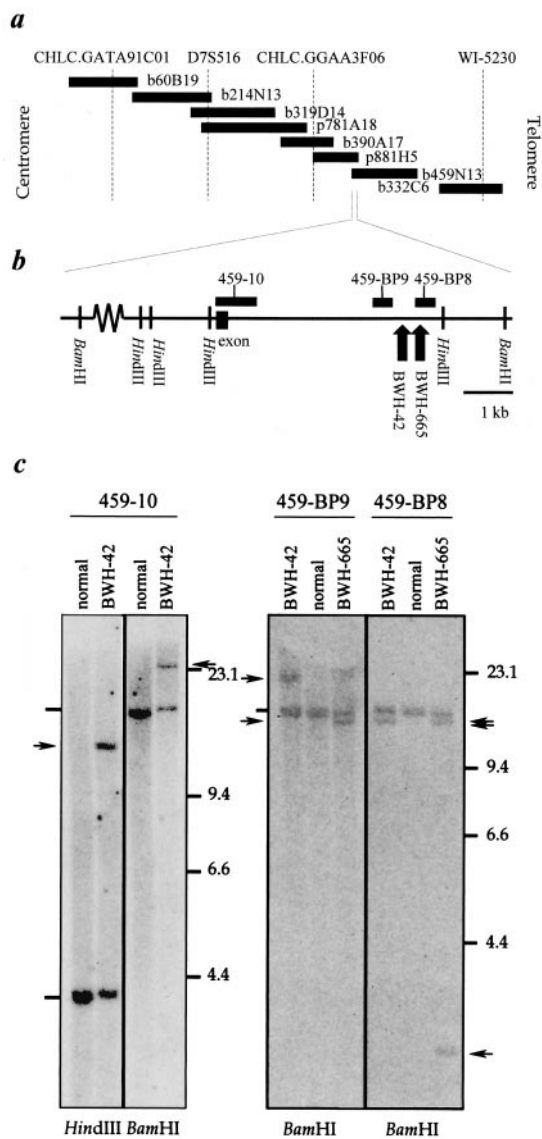 a
CHLC.GATA91C01 D7S516 CHLC.GGAA3F06 WI-5230
b60B19
b214N13
b319D14
p781A18
b390A17
p881H5
b459N13
b332C6
Centromere
Telomere
b
459-10 459-BP9 459-BP8
exon
BamHI
HindIII
HindIII
HindIII
BWH-42
BWH-665
HindIII
BamHI
1 kb
c
459-10 459-BP9 459-BP8
normal
BWH-42
normal
BWH-42
BWH-42
normal
BWH-665
BWH-42
normal
BWH-665
23.1
9.4
6.6
4.4
23.1
9.4
6.6
4.4
HindIII BamHI BamHI BamHI